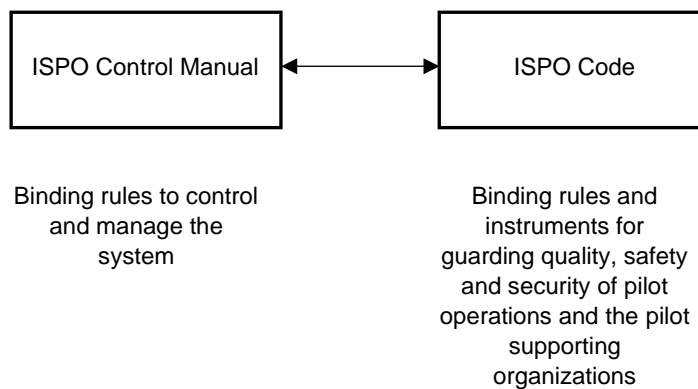 ISPO Control Manual
ISPO Code
Binding rules to control
and manage the
system
Binding rules and
instruments for
guarding quality, safety
and security of pilot
operations and the pilot
supporting
organizations